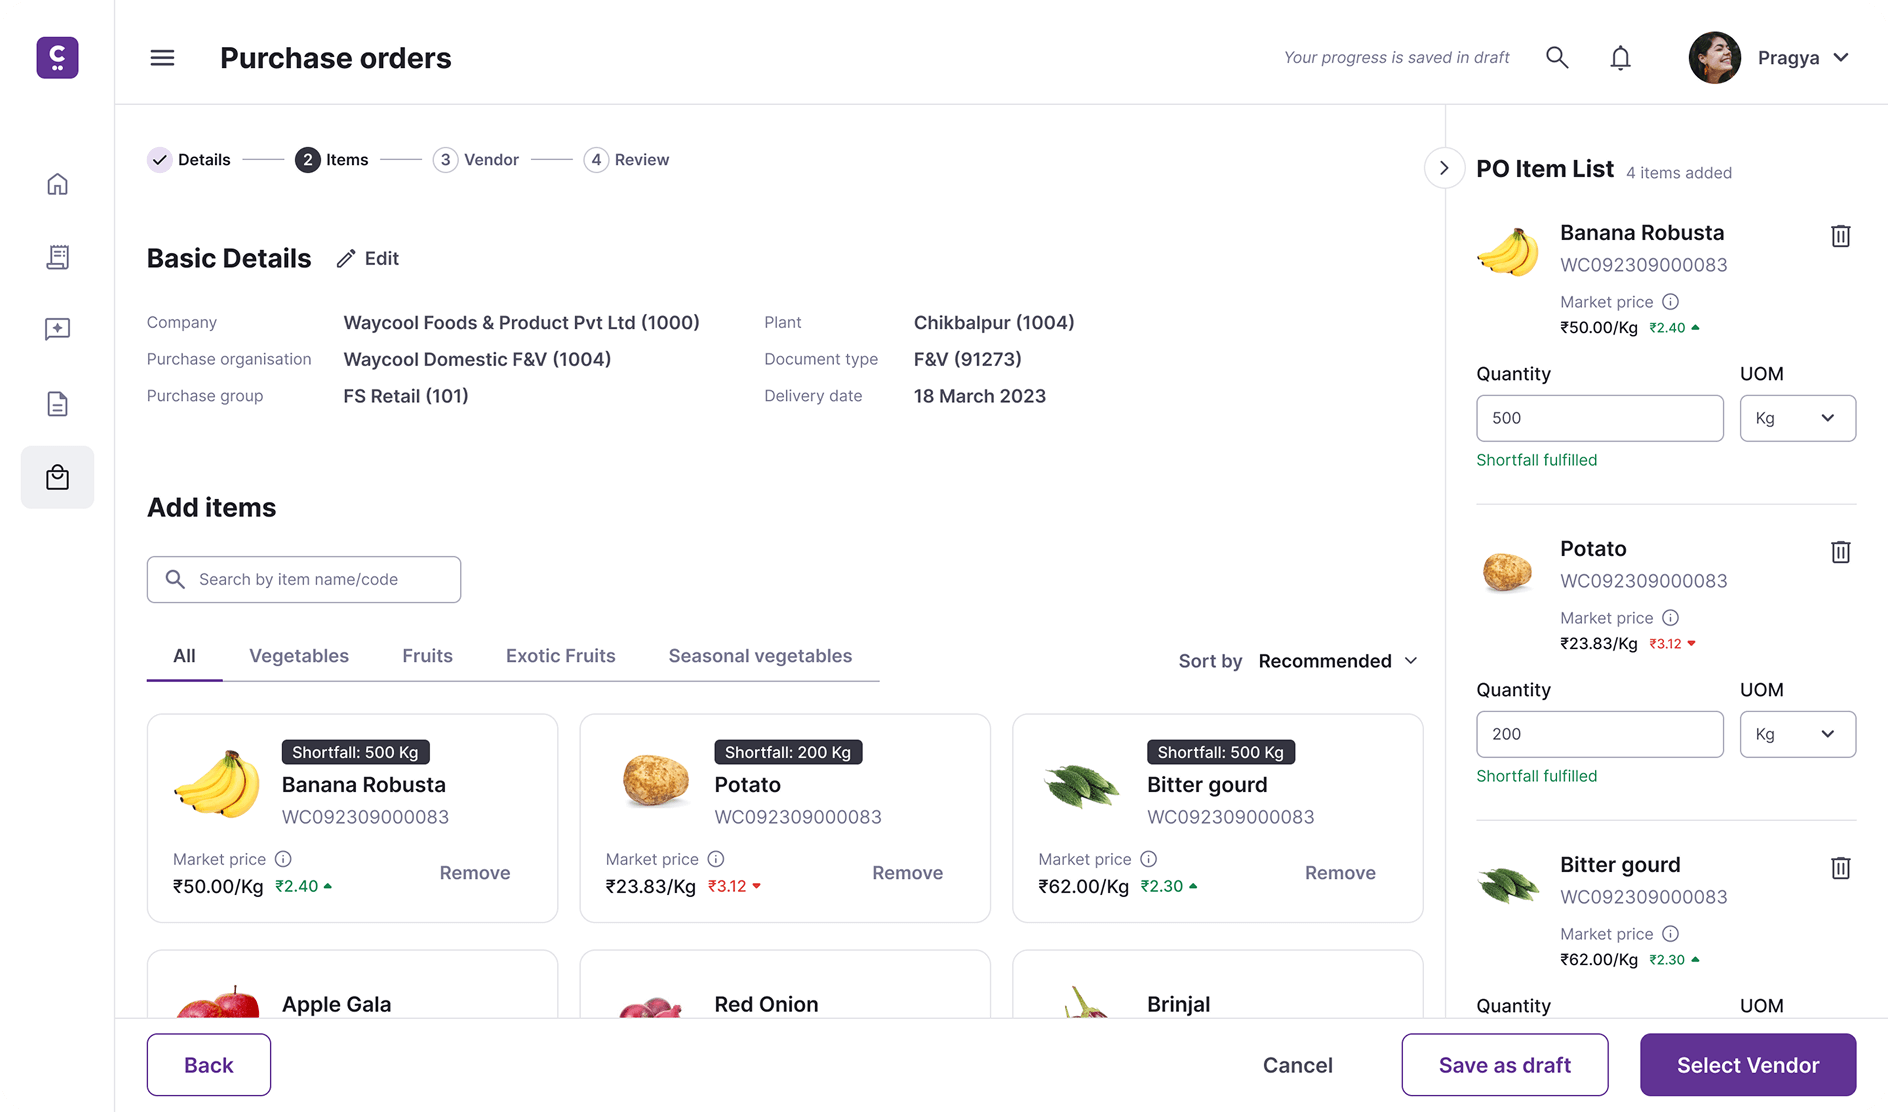 Purchase orders
Your progress is saved in draft
Pragya
Details
2 Items
3 Vendor
4 Review
Basic Details
Edit
Company
Waycool Foods & Product Pvt Ltd (1000)
Plant
Chikbalpur (1004)
Purchase organisation
Waycool Domestic F&V (1004)
Document type
F&V (91273)
Purchase group
FS Retail (101)
Delivery date
18 March 2023
Add items
Search by item name/code
All
Vegetables
Fruits
Exotic Fruits
Seasonal vegetables
Sort by Recommended
Shortfall: 500 Kg
Banana Robusta
WC092309000083
Market price
₹50.00/Kg ₹2.40
Remove
Shortfall: 200 Kg
Potato
WC092309000083
Market price
₹23.83/Kg ₹3.12
Remove
Shortfall: 500 Kg
Bitter gourd
WC092309000083
Market price
₹62.00/Kg ₹2.30
Remove
Apple Gala
Red Onion
Brinjal
PO Item List 4 items added
Banana Robusta
WC092309000083
Market price
₹50.00/Kg ₹2.40
Quantity
UOM
500
Kg
Shortfall fulfilled
Potato
WC092309000083
Market price
₹23.83/Kg ₹3.12
Quantity
UOM
200
Kg
Shortfall fulfilled
Bitter gourd
WC092309000083
Market price
₹62.00/Kg ₹2.30
Quantity
UOM
Back
Cancel
Save as draft
Select Vendor